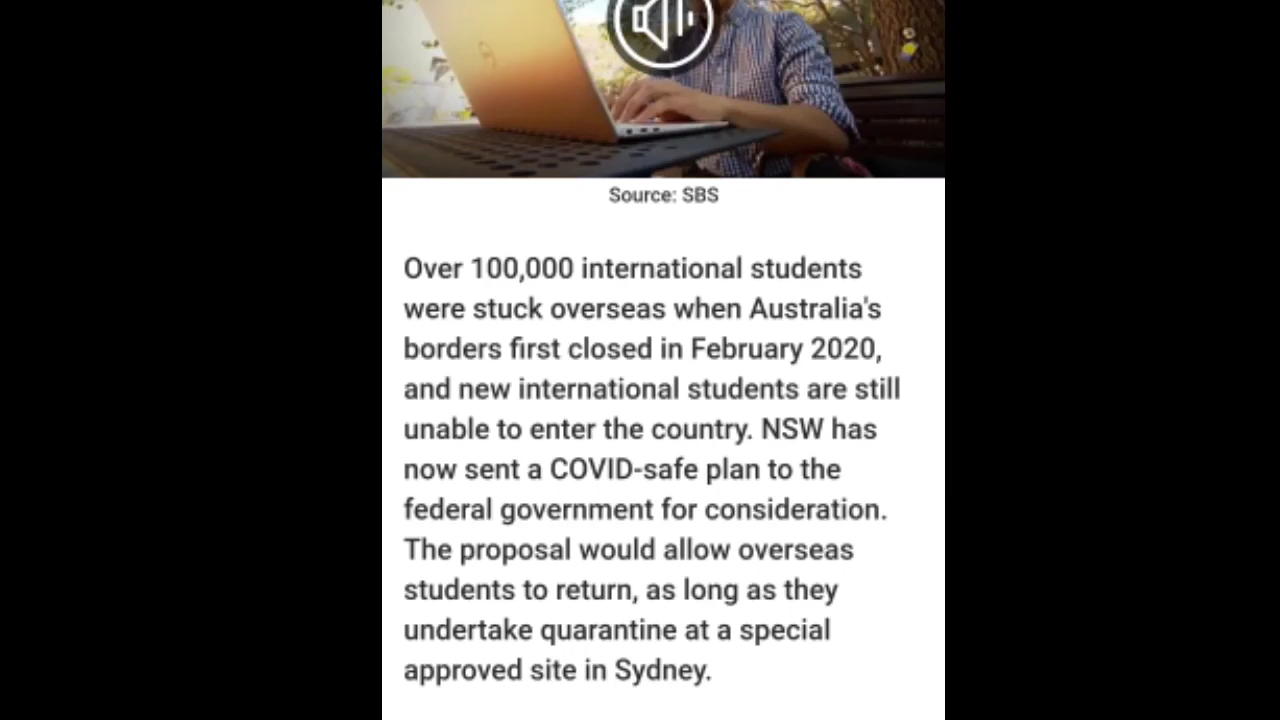 Source: SBS
Over 100,000 international students
were stuck overseas when Australia's
borders first closed in February 2020,
and new international students are still
unable to enter the country. NSW has
now sent a COVID-safe plan to the
federal government for consideration.
The proposal would allow overseas
students to return, as long as they
undertake quarantine at a special
approved site in Sydney.